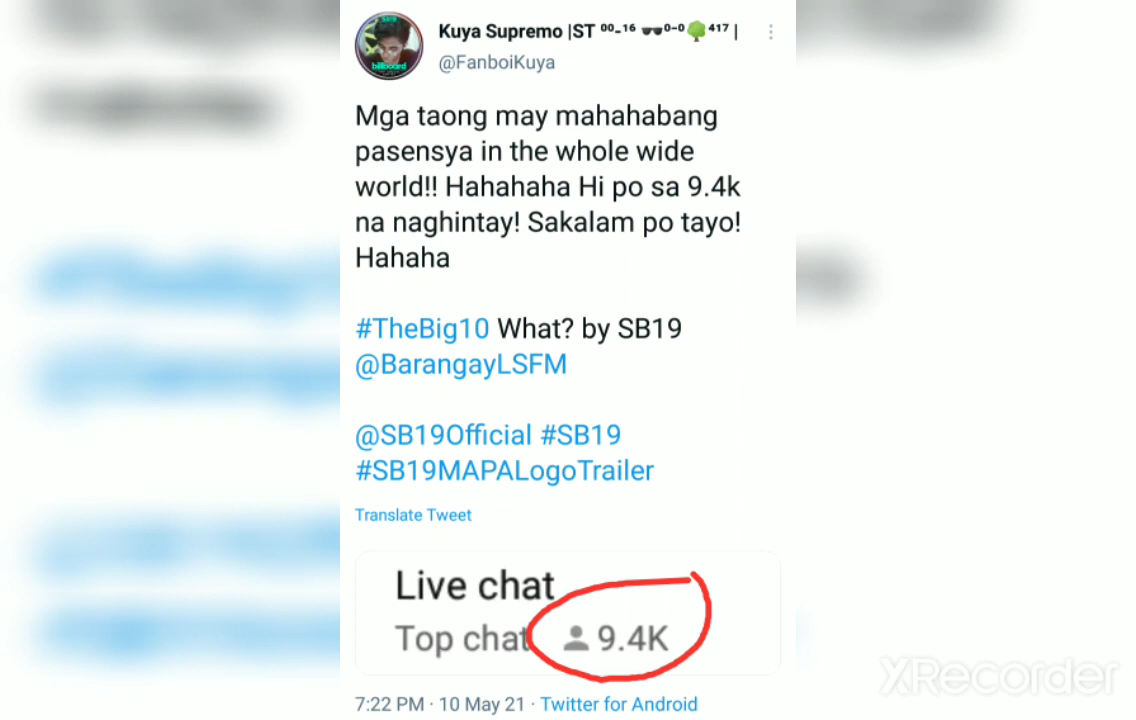 Kuya Supremo |ST ⁰⁰-¹⁶ 🕶️⁰⁻⁰🌳⁴¹⁷ |
@FanboiKuya
Mga taong may mahahabang
pasensya in the whole wide
world!! Hahahaha Hi po sa 9.4k
na naghintay! Sakalam po tayo!
Hahaha
#TheBig10 What? by SB19
@BarangayLSFM
@SB19Official #SB19
#SB19MAPALogoTrailer
Translate Tweet
Live chat
Top chat 9.4K
7:22 PM · 10 May 21 · Twitter for Android
XRecorder
SB19
billboard